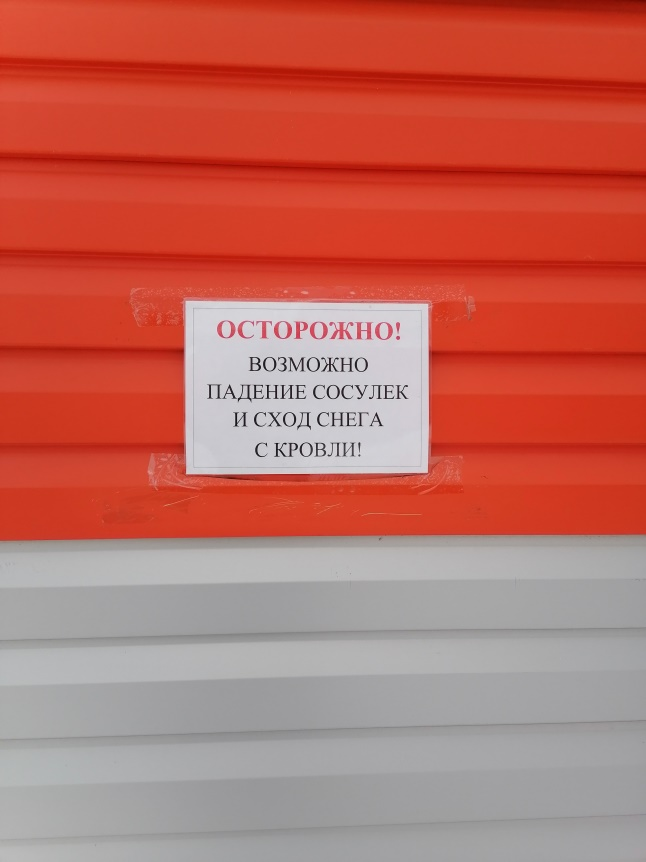 ОСТОРОЖНО!
ВОЗМОЖНО
ПАДЕНИЕ СОСУЛЕК
И СХОД СНЕГА
С КРОВЛИ!